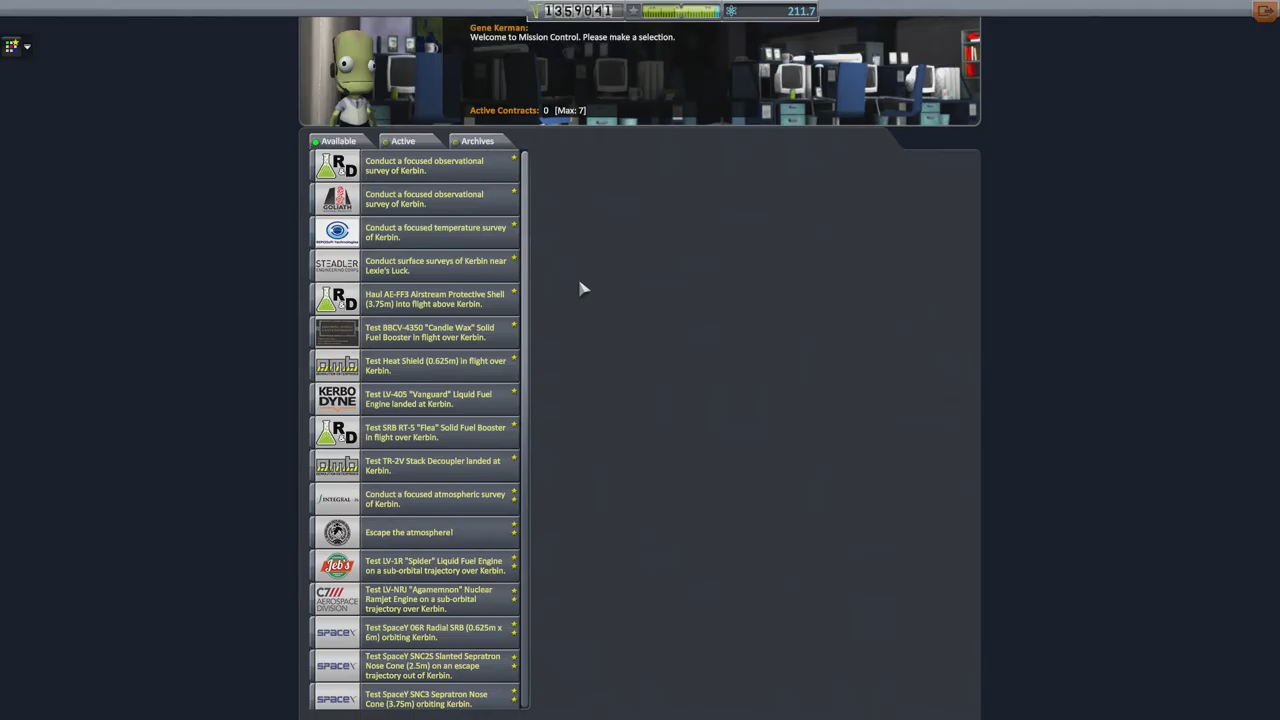 1359041
211.7
Gene Kerman:
Welcome to Mission Control. Please make a selection.
Active Contracts: 0 [Max: 7]
Available
Active
Archives
R&D
Conduct a focused observational
survey of Kerbin.
GOLIATH
Conduct a focused observational
survey of Kerbin.
Conduct a focused temperature survey
of Kerbin.
STEADLER
ENGINEERING CORPS
Conduct surface surveys of Kerbin near
Lexie's Luck.
R&D
Haul AE-FF3 Airstream Protective Shell
(3.75m) into flight above Kerbin.
Test BBCV-4350 "Candle Wax" Solid
Fuel Booster in flight over Kerbin.
Test Heat Shield (0.625m) in flight over
Kerbin.
KERBO
DYNE
Test LV-405 "Vanguard" Liquid Fuel
Engine landed at Kerbin.
R&D
Test SRB RT-5 "Flea" Solid Fuel Booster
in flight over Kerbin.
Test TR-2V Stack Decoupler landed at
Kerbin.
INTEGRAL
Conduct a focused atmospheric survey
of Kerbin.
Escape the atmosphere!
Jeb's
Test LV-1R "Spider" Liquid Fuel Engine
on a sub-orbital trajectory over Kerbin.
C7
AEROSPACE
DIVISION
Test LV-NRJ "Agamemnon" Nuclear
Ramjet Engine on a sub-orbital
trajectory over Kerbin.
SPACEY
Test SpaceY 06R Radial SRB (0.625m x
6m) orbiting Kerbin.
SPACEY
Test SpaceY SNC2S Slanted Sepratron
Nose Cone (2.5m) on an escape
trajectory out of Kerbin.
SPACEY
Test SpaceY SNC3 Sepratron Nose
Cone (3.75m) orbiting Kerbin.